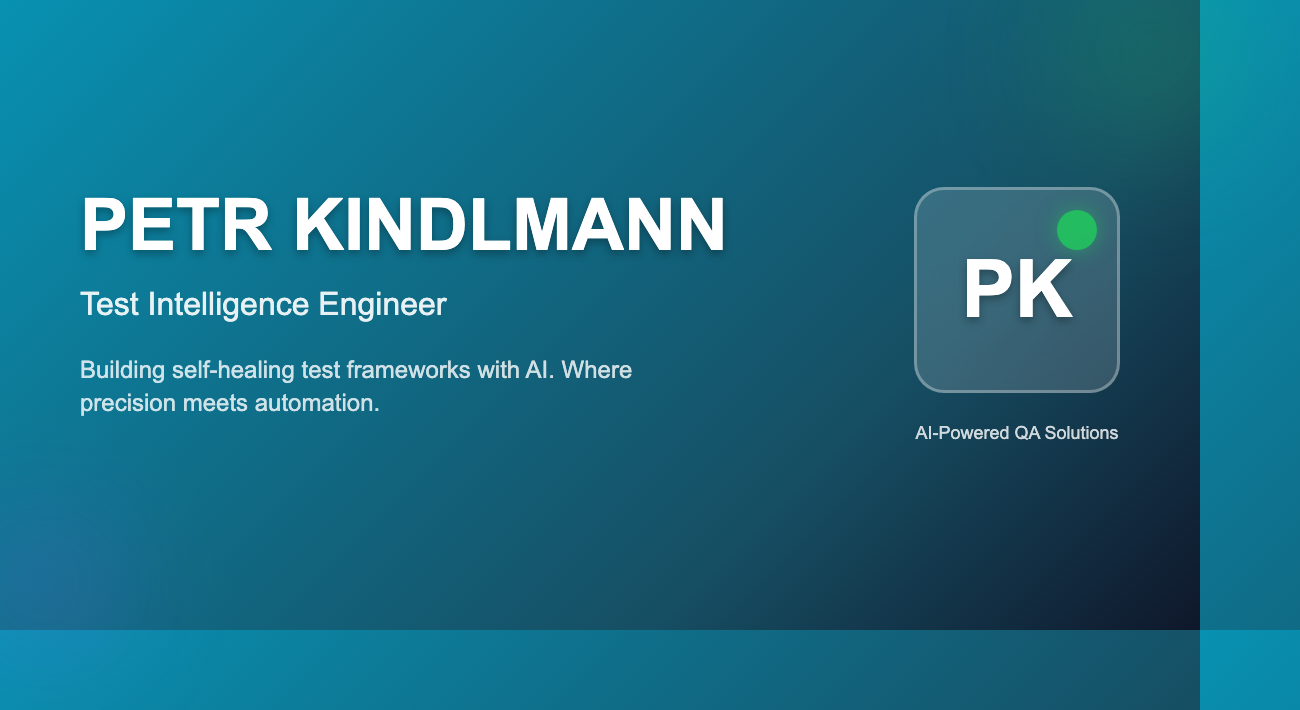 PETR KINDLMANN
Test Intelligence Engineer
Building self-healing test frameworks with AI. Where
precision meets automation.
PK
AI-Powered QA Solutions